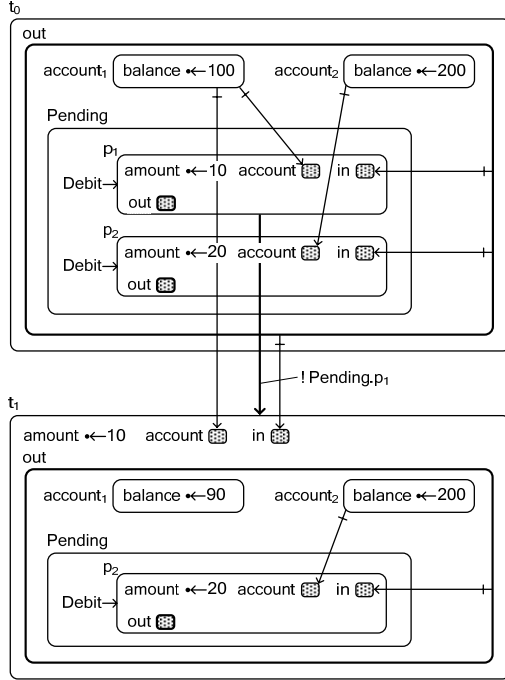 t₀
out
account₁ balance •←100 account₂ balance •←200
Pending
p₁
amount •←10 account in
Debit→
out
p₂
amount •←20 account in
Debit→
out
! Pending.p₁
t₁
amount •←10 account in
out
account₁ balance •←90 account₂ balance •←200
Pending
p₂
amount •←20 account in
Debit→
out